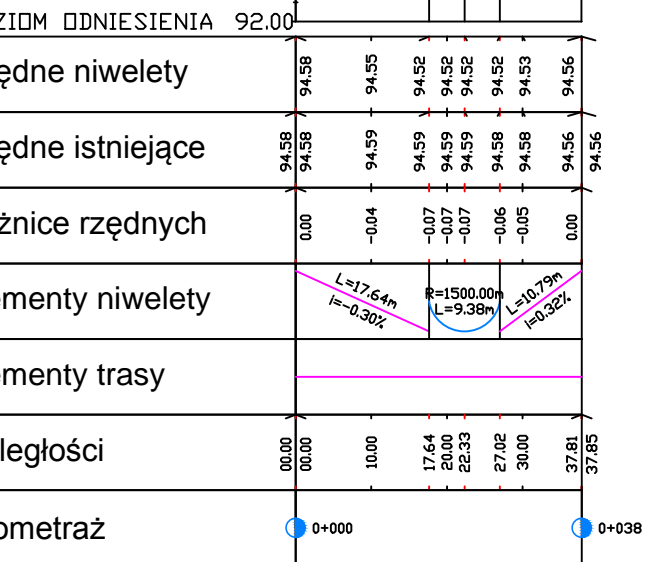 ZIOM ODNIESIENIA 92.00
ędne niwelety 94.58 94.55 94.52 94.52 94.52 94.52 94.53 94.56
ędne istniejące 94.58 94.58 94.59 94.59 94.59 94.59 94.58 94.58 94.56 94.56
żnice rzędnych 0.00 -0.04 -0.07 -0.07 -0.07 -0.06 -0.05 0.00
ementy niwelety
L=17.64m
i=-0.30%
R=1500.00m
L=9.38m
L=10.79m
i=0.32%
ementy trasy
ległości 00.00 00.00 10.00 17.64 20.00 22.33 27.02 30.00 37.81 37.85
ometraż 0+000 0+038